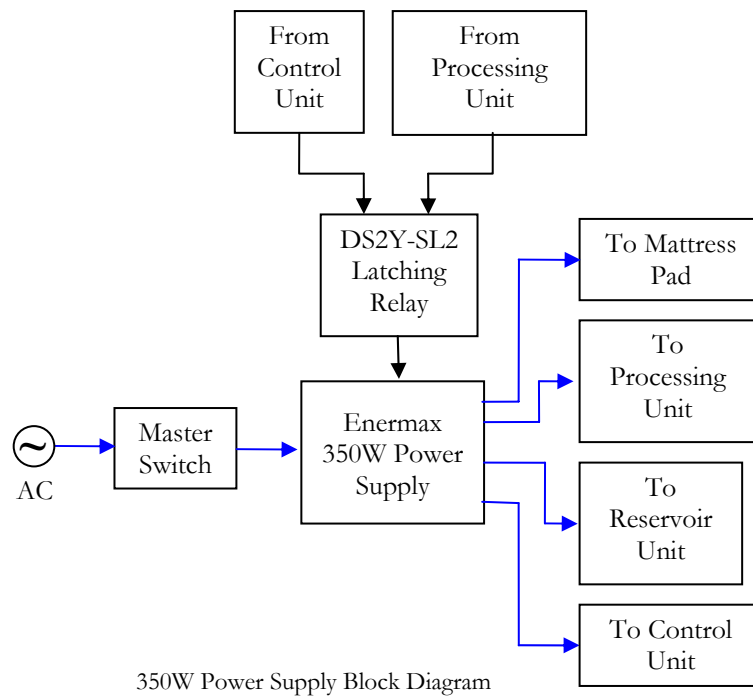 From
Control
Unit
From
Processing
Unit
DS2Y-SL2
Latching
Relay
To Mattress
Pad
To
Processing
Unit
Enermax
350W Power
Supply
Master
Switch
~
AC
To
Reservoir
Unit
To Control
Unit
350W Power Supply Block Diagram